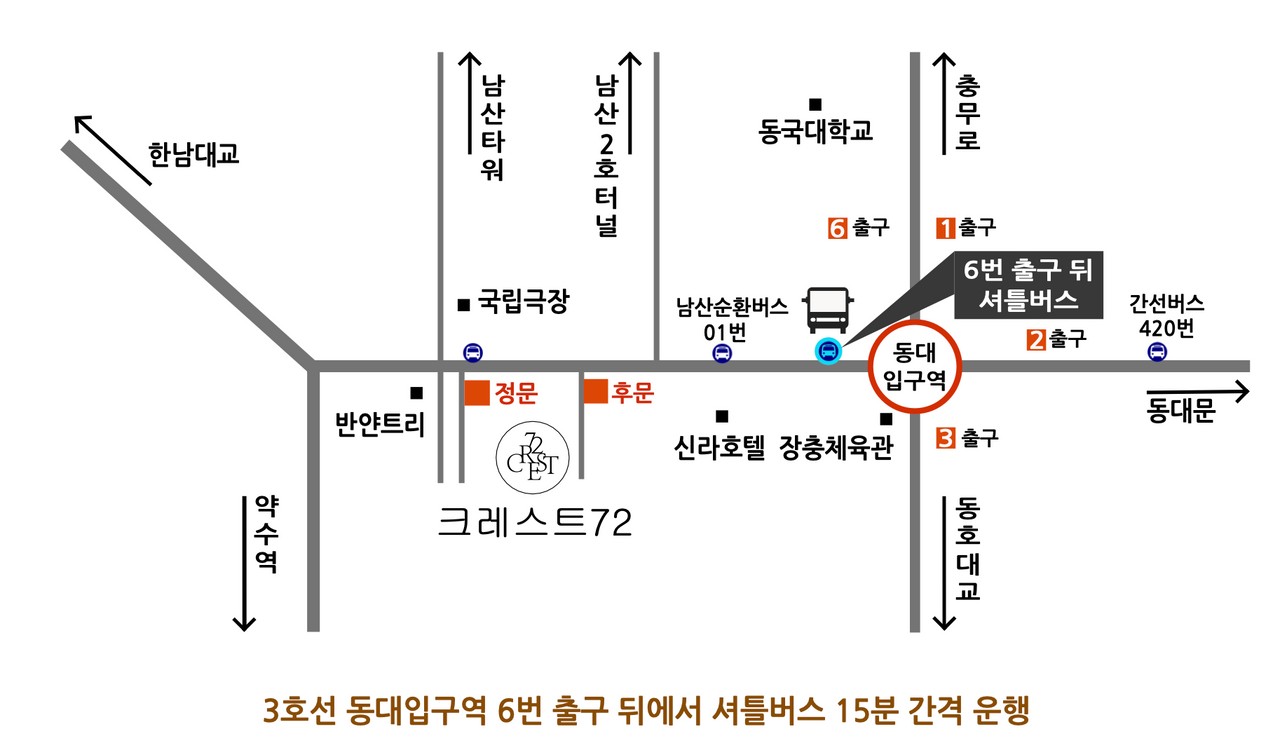 한남대교
남산타워
남산2호터널
동국대학교
충무로
6 출구
1 출구
6번 출구 뒤
셔틀버스
국립극장
남산순환버스
01번
간선버스
420번
2 출구
동대
입구역
정문
후문
반얀트리
동대문
신라호텔
장충체육관
3 출구
72
CREST
크레스트72
약수역
동호대교
3호선 동대입구역 6번 출구 뒤에서 셔틀버스 15분 간격 운행